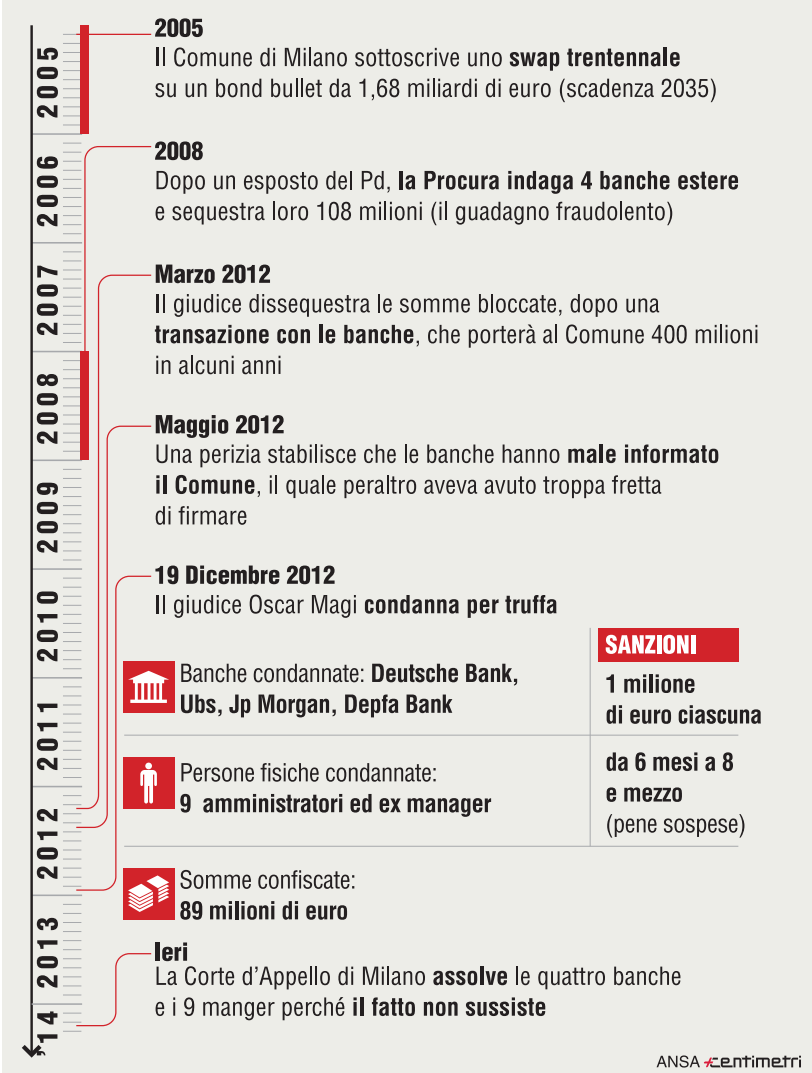 2005
Il Comune di Milano sottoscrive uno swap trentennale
su un bond bullet da 1,68 miliardi di euro (scadenza 2035)
2008
Dopo un esposto del Pd, la Procura indaga 4 banche estere
e sequestra loro 108 milioni (il guadagno fraudolento)
Marzo 2012
Il giudice dissequestra le somme bloccate, dopo una
transazione con le banche, che porterà al Comune 400 milioni
in alcuni anni
Maggio 2012
Una perizia stabilisce che le banche hanno male informato
il Comune, il quale peraltro aveva avuto troppa fretta
di firmare
19 Dicembre 2012
Il giudice Oscar Magi condanna per truffa
Banche condannate: Deutsche Bank,
Ubs, Jp Morgan, Depfa Bank
SANZIONI
1 milione
di euro ciascuna
Persone fisiche condannate:
9 amministratori ed ex manager
da 6 mesi a 8
e mezzo
(pene sospese)
Somme confiscate:
89 milioni di euro
Ieri
La Corte d'Appello di Milano assolve le quattro banche
e i 9 manger perché il fatto non sussiste
2005
2006
2007
2008
2009
2010
2011
2012
2013
'14
ANSA centimetri